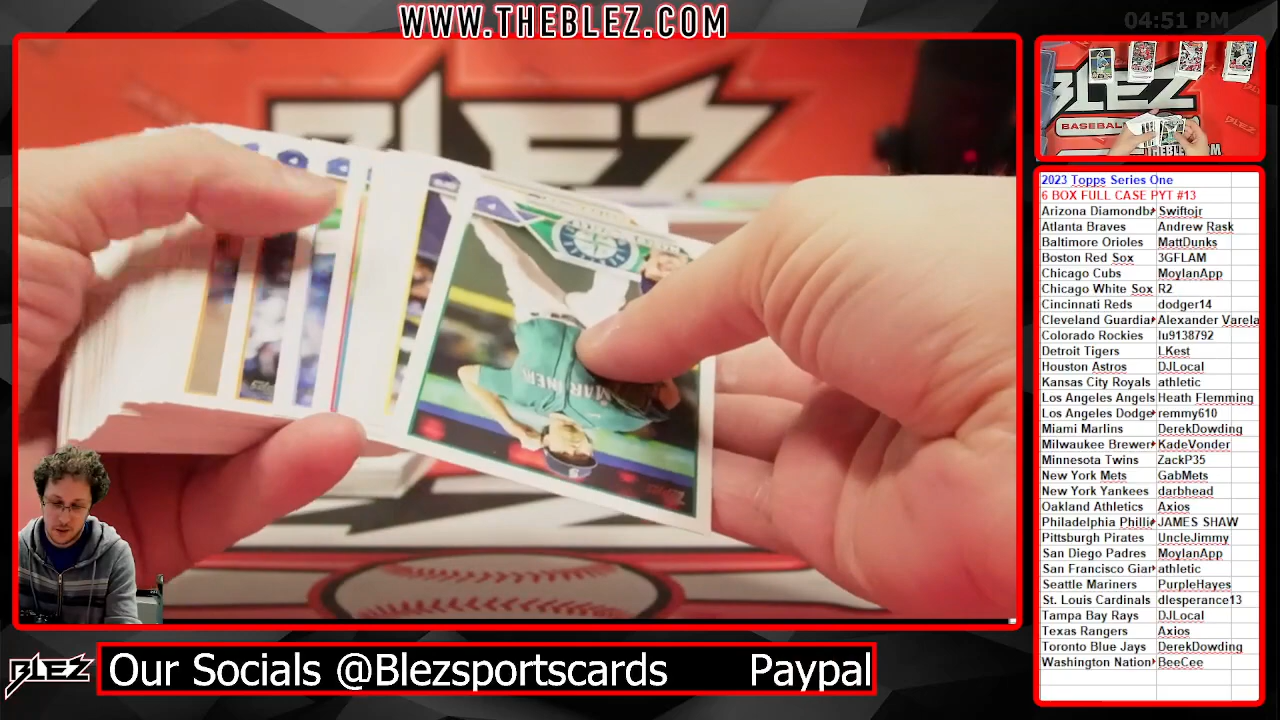 WWW.THEBLEZ.COM
04:51 PM
BLEZ
BLEZ
BASEBALL
BLEZ
MARINER
2023 Topps Series One
6 BOX FULL CASE PYT #13
Arizona Diamondb Swiftojr
Atlanta Braves Andrew Rask
Baltimore Orioles MattDunks
Boston Red Sox 3GFLAM
Chicago Cubs MoylanApp
Chicago White Sox R2
Cincinnati Reds dodger14
Cleveland Guardia Alexander Varela
Colorado Rockies lu9138792
Detroit Tigers LKest
Houston Astros DJLocal
Kansas City Royals athletic
Los Angeles Angels Heath Flemming
Los Angeles Dodge remmy610
Miami Marlins DerekDowding
Milwaukee Brewer KadeVonder
Minnesota Twins ZackP35
New York Mets GabMets
New York Yankees darbhead
Oakland Athletics Axios
Philadelphia Philli JAMES SHAW
Pittsburgh Pirates UncleJimmy
San Diego Padres MoylanApp
San Francisco Giar athletic
Seattle Mariners PurpleHayes
St. Louis Cardinals dlesperance13
Tampa Bay Rays DJLocal
Texas Rangers Axios
Toronto Blue Jays DerekDowding
Washington Nation BeeCee
BLEZ
Our Socials @Blezsportscards Paypal